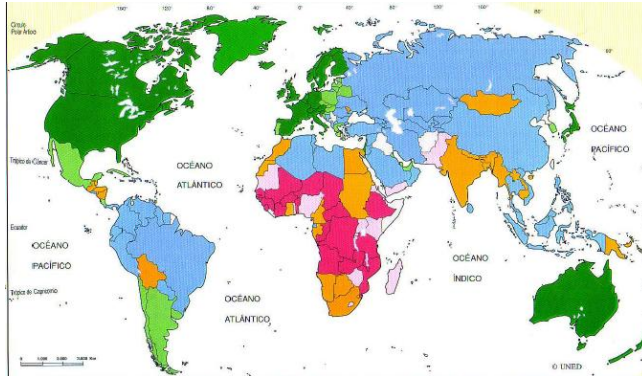 Círculo
Polar Ártico
Trópico de Cáncer
OCÉANO
ATLÁNTICO
OCÉANO
PACÍFICO
Ecuador
OCÉANO
PACÍFICO
OCÉANO
ÍNDICO
Trópico de Capricornio
OCÉANO
ATLÁNTICO
© UNED